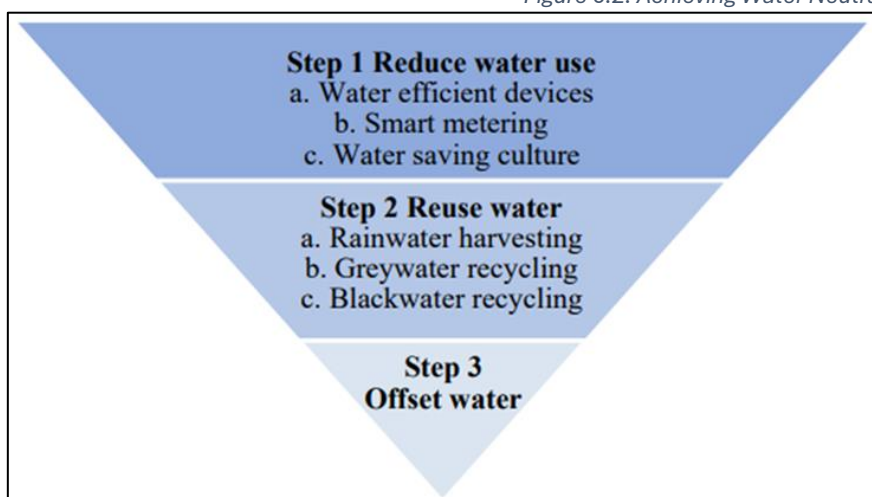 Step 1 Reduce water use
a. Water efficient devices
b. Smart metering
c. Water saving culture
Step 2 Reuse water
a. Rainwater harvesting
b. Greywater recycling
c. Blackwater recycling
Step 3
Offset water